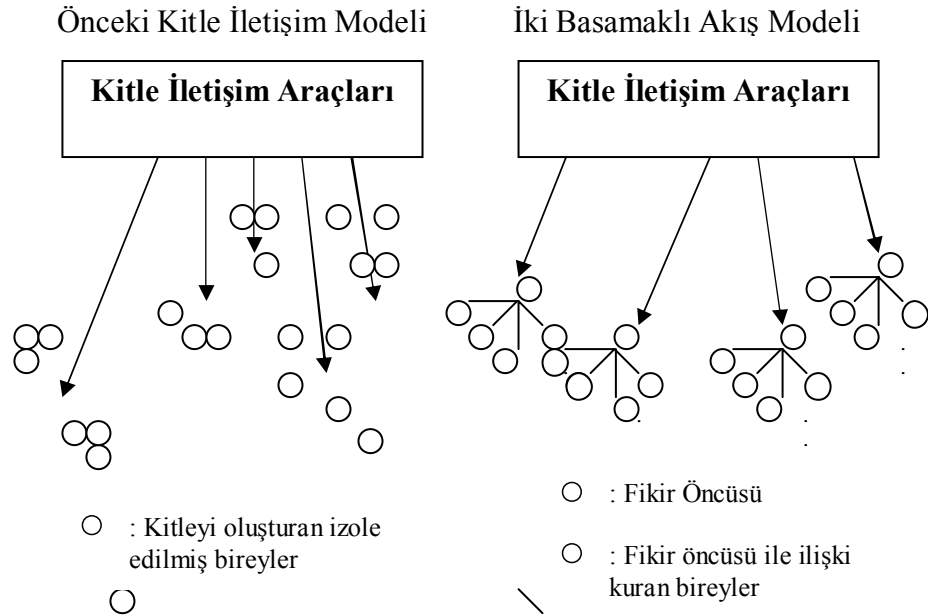 Önceki Kitle İletişim Modeli
İki Basamaklı Akış Modeli
Kitle İletişim Araçları
Kitle İletişim Araçları
: Kitleyi oluşturan izole
edilmiş bireyler
: Fikir Öncüsü
: Fikir öncüsü ile ilişki
kuran bireyler